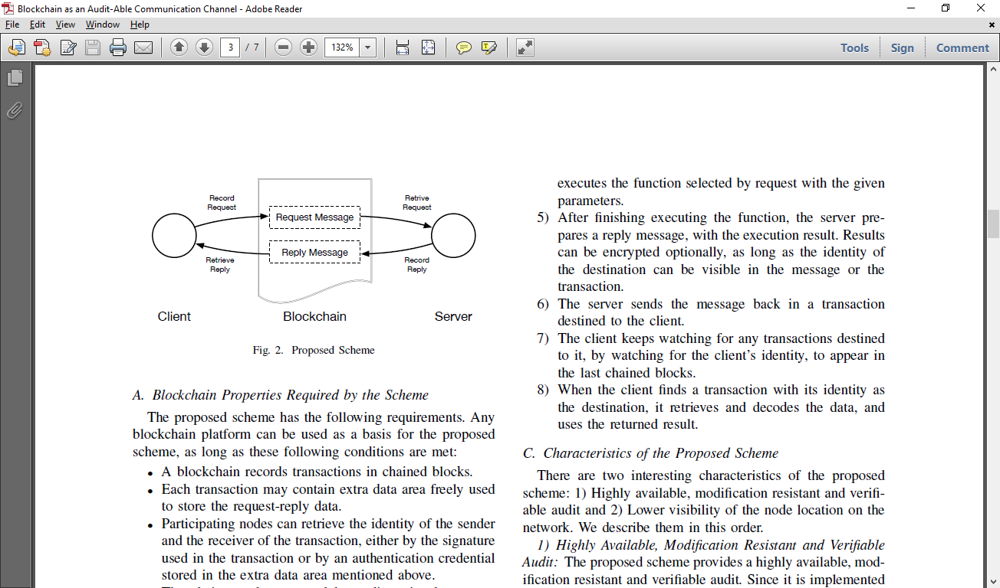 Blockchain as an Audit-Able Communication Channel - Adobe Reader
File Edit View Window Help
3 / 7
132%
Tools Sign Comment
Record
Request
Retrive
Request
Request Message
Reply Message
Retrieve
Reply
Record
Reply
Client
Blockchain
Server
Fig. 2. Proposed Scheme
A. Blockchain Properties Required by the Scheme
The proposed scheme has the following requirements. Any
blockchain platform can be used as a basis for the proposed
scheme, as long as these following conditions are met:
• A blockchain records transactions in chained blocks.
• Each transaction may contain extra data area freely used
to store the request-reply data.
• Participating nodes can retrieve the identity of the sender
and the receiver of the transaction, either by the signature
used in the transaction or by an authentication credential
stored in the extra data area mentioned above.
executes the function selected by request with the given
parameters.
5) After finishing executing the function, the server pre-
pares a reply message, with the execution result. Results
can be encrypted optionally, as long as the identity of
the destination can be visible in the message or the
transaction.
6) The server sends the message back in a transaction
destined to the client.
7) The client keeps watching for any transactions destined
to it, by watching for the client's identity, to appear in
the last chained blocks.
8) When the client finds a transaction with its identity as
the destination, it retrieves and decodes the data, and
uses the returned result.
C. Characteristics of the Proposed Scheme
There are two interesting characteristics of the proposed
scheme: 1) Highly available, modification resistant and verifi-
able audit and 2) Lower visibility of the node location on the
network. We describe them in this order.
1) Highly Available, Modification Resistant and Verifiable
Audit: The proposed scheme provides a highly available, mod-
ification resistant and verifiable audit. Since it is implemented